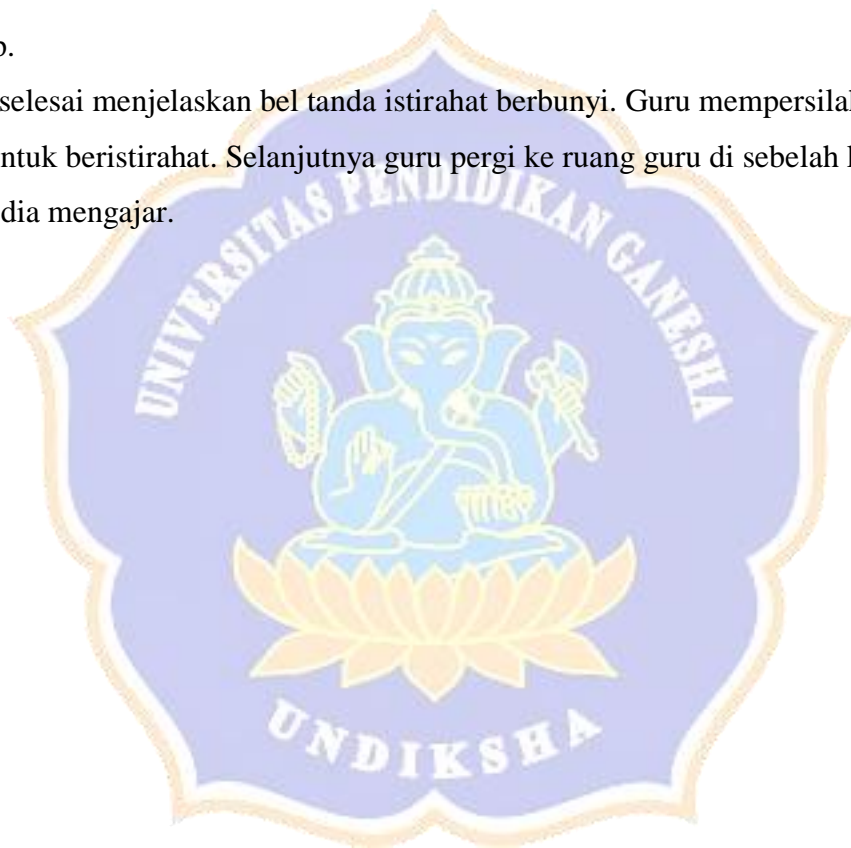 selesai menjelaskan bel tanda istirahat berbunyi. Guru
ntuk beristirahat. Selanjutnya guru pergi ke ruang guru di sebelah
dia mengajar.
UNIVERSITAS PENDIDIKAN GANESHA
UNDIKSHA